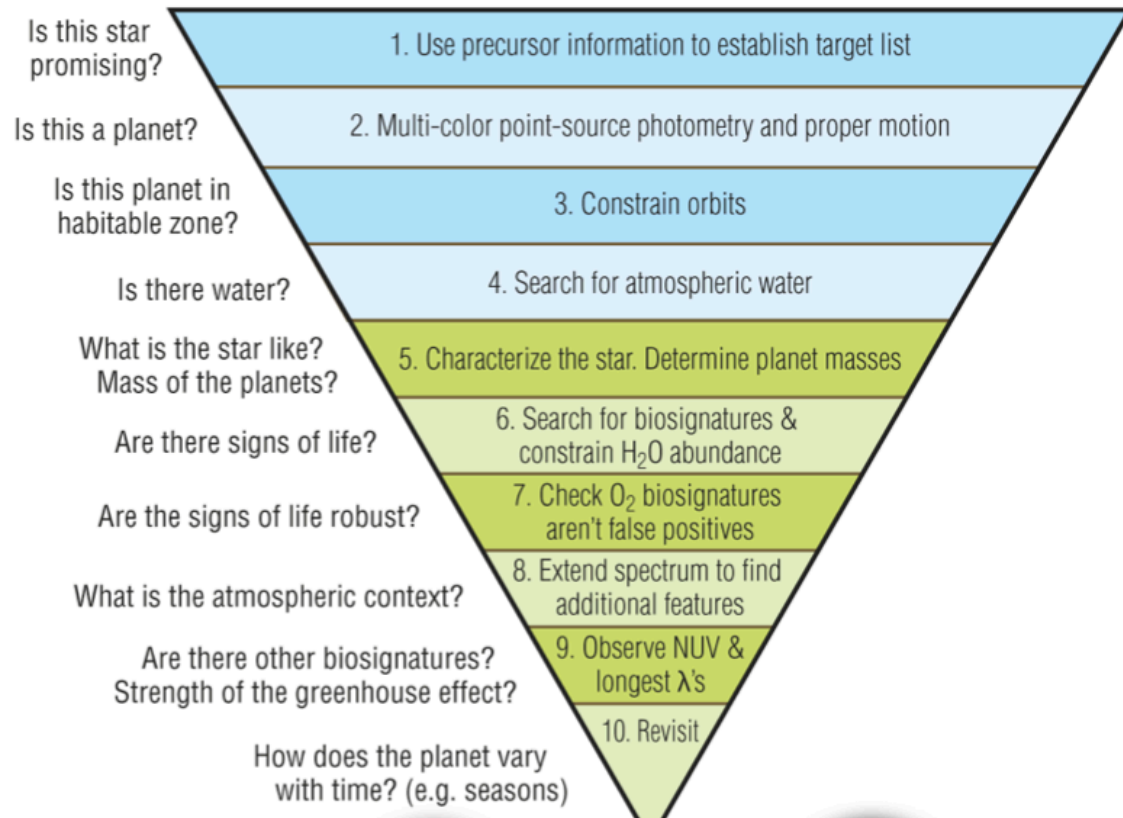 Is this star
promising?
1. Use precursor information to establish target list
Is this a planet?
2. Multi-color point-source photometry and proper motion
Is this planet in
habitable zone?
3. Constrain orbits
Is there water?
4. Search for atmospheric water
What is the star like?
Mass of the planets?
5. Characterize the star. Determine planet masses
Are there signs of life?
6. Search for biosignatures &
constrain H₂O abundance
Are the signs of life robust?
7. Check O₂ biosignatures
aren't false positives
What is the atmospheric context?
8. Extend spectrum to find
additional features
Are there other biosignatures?
Strength of the greenhouse effect?
9. Observe NUV &
longest λ's
How does the planet vary
with time? (e.g. seasons)
10. Revisit